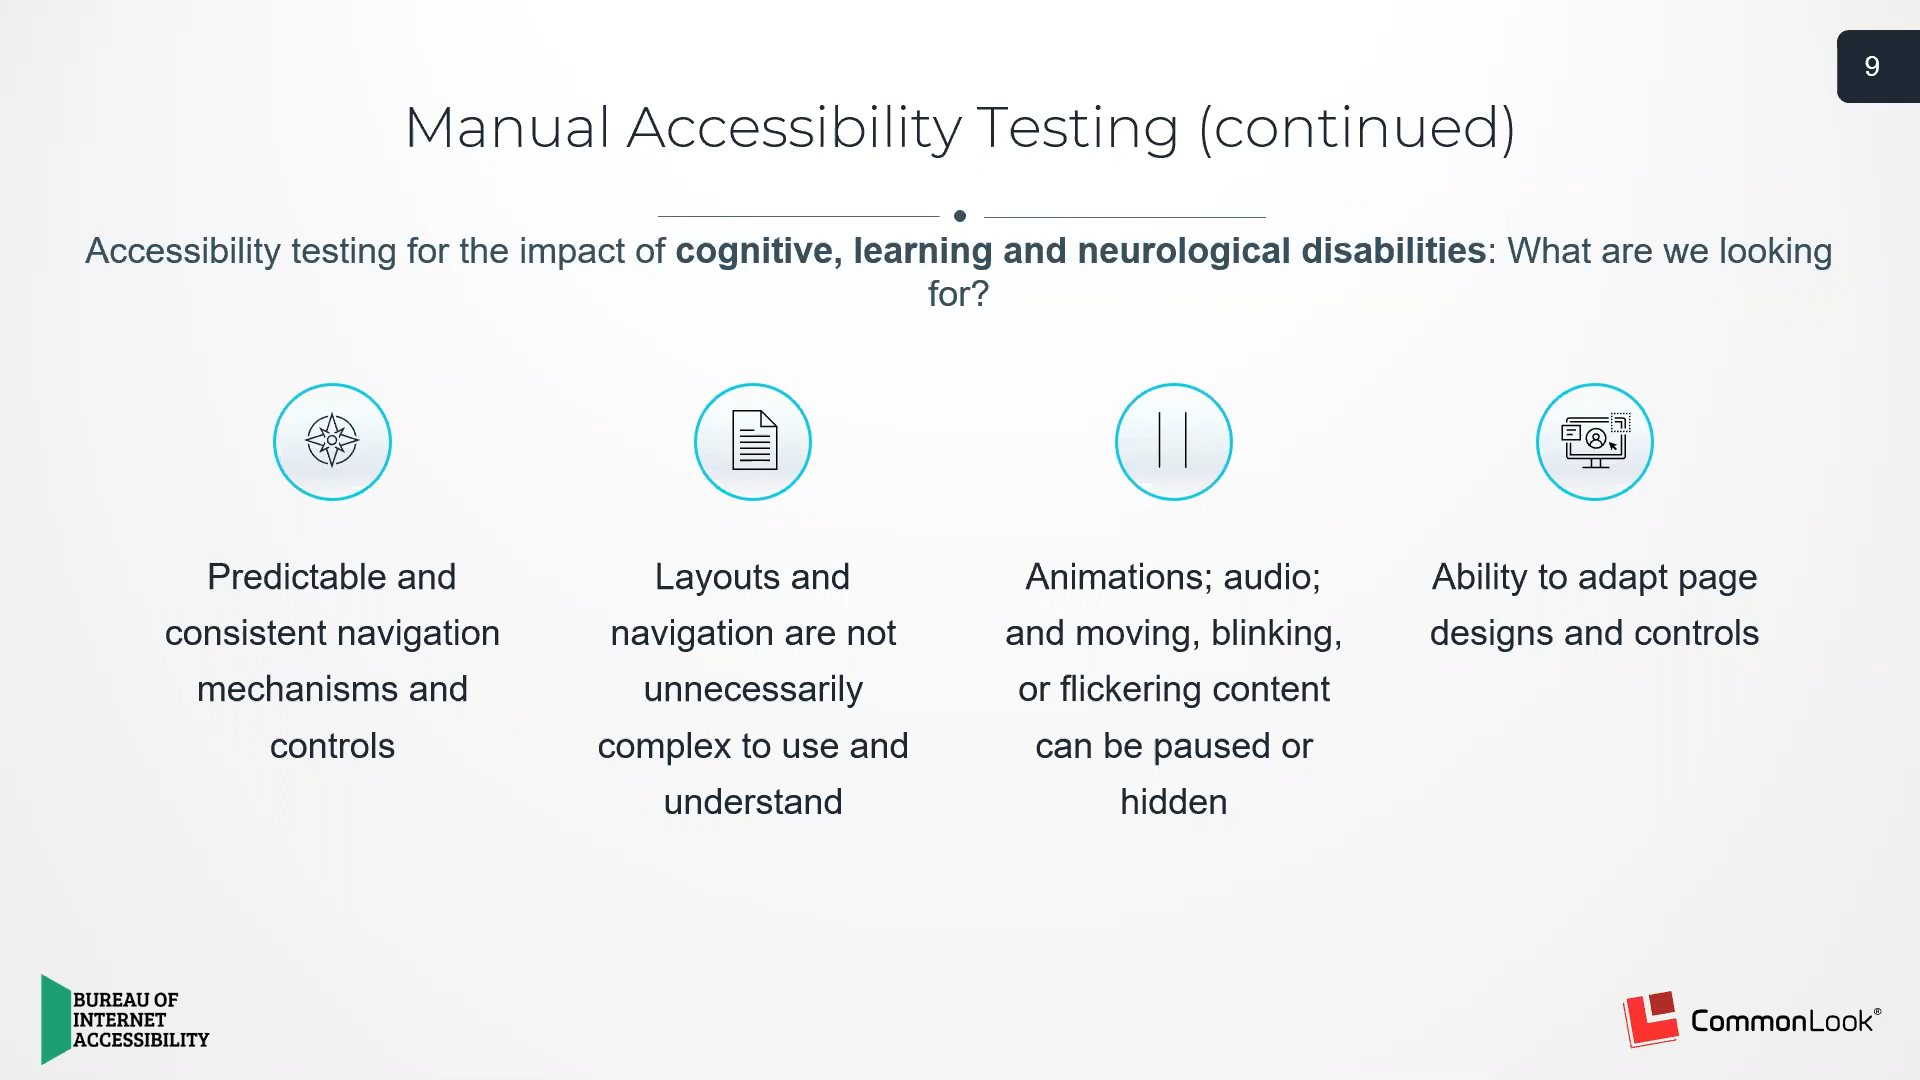 9
Manual Accessibility Testing (continued)
Accessibility testing for the impact of cognitive, learning and neurological disabilities: What are we looking
for?
Predictable and
consistent navigation
mechanisms and
controls
Layouts and
navigation are not
unnecessarily
complex to use and
understand
Animations; audio;
and moving, blinking,
or flickering content
can be paused or
hidden
Ability to adapt page
designs and controls
BUREAU OF
INTERNET
ACCESSIBILITY
CommonLook®